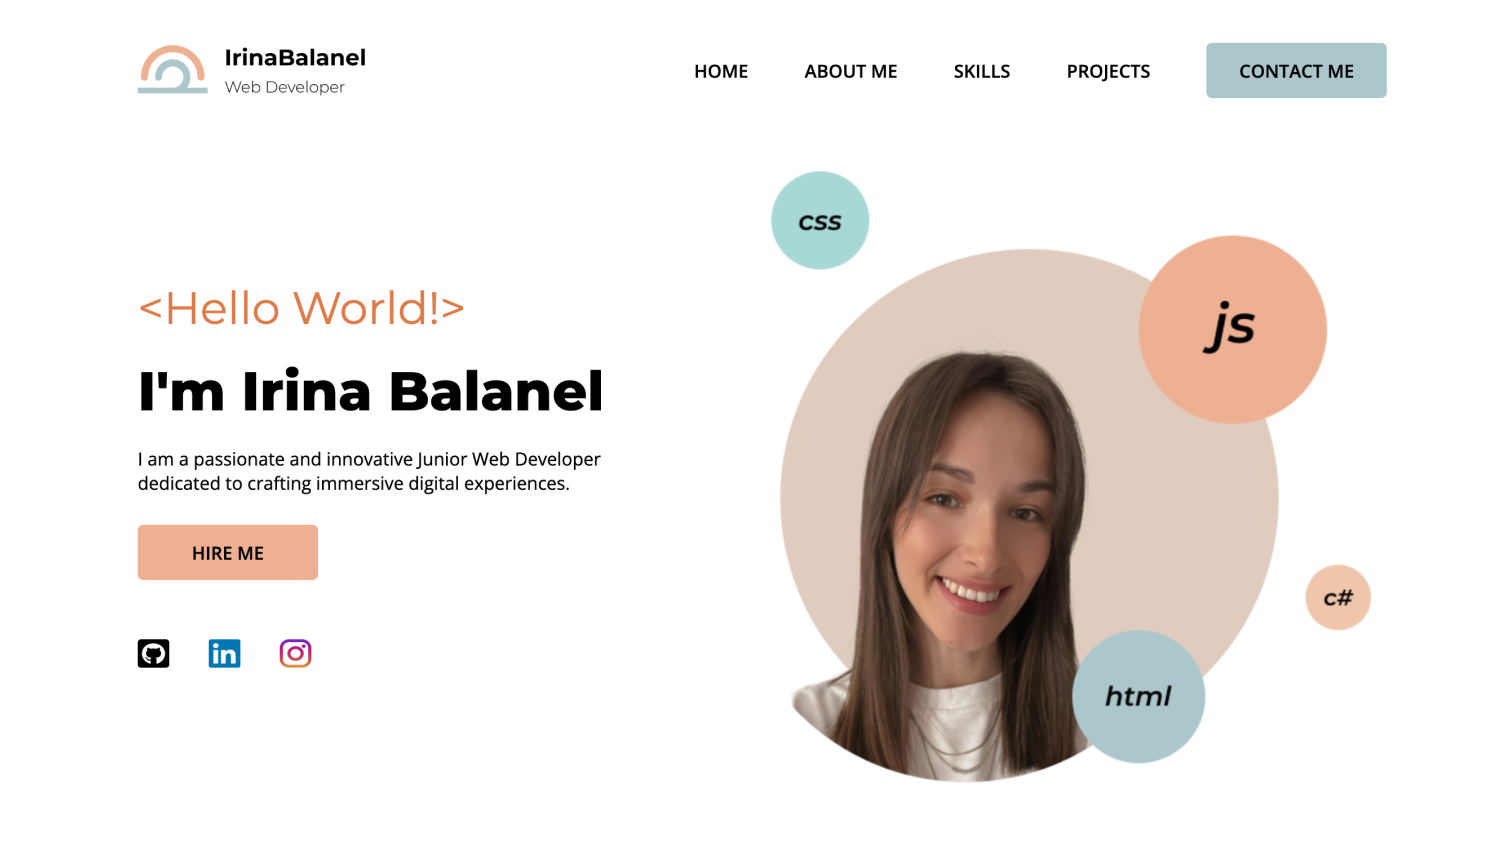 IrinaBalanel
Web Developer
HOME
ABOUT ME
SKILLS
PROJECTS
CONTACT ME
<Hello World!>
I'm Irina Balanel
I am a passionate and innovative Junior Web Developer
dedicated to crafting immersive digital experiences.
HIRE ME
in
css
js
c#
html